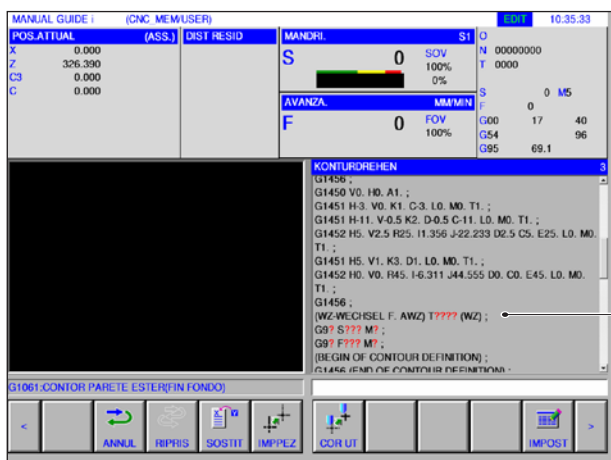 MANUAL GUIDE i (CNC_MEM/USER) EDIT 10:35:33
POS.ATTUAL (ASS.) DIST RESID MANDRI. S1 O
X 0.000
Z 326.390
C3 0.000
C 0.000
S 0 SOV 100% 0%
N 00000000
T 0000
S 0 M5
AVANZA. MM/MIN F 0
F 0 FOV 100%
G00 17 40
G54 96
G95 69.1
KONTURDREHEN 3
G1456 ;
G1450 V0. H0. A1. ;
G1451 H-3. V0. K1. C-3. L0. M0. T1. ;
G1451 H-11. V-0.5 K2. D-0.5 C-11. L0. M0. T1. ;
G1452 H5. V2.5 R25. I1.356 J-22.233 D2.5 C5. E25. L0. M0.
T1. ;
G1451 H5. V1. K3. D1. L0. M0. T1. ;
G1452 H0. V0. R45. I-6.311 J44.555 D0. C0. E45. L0. M0.
T1. ;
G1456 ;
(WZ-WECHSEL F. AWZ) T???? (WZ) ;
G9? S??? M? ;
G9? F??? M? ;
(BEGIN OF CONTOUR DEFINITION) ;
G1456 (END OF CONTOUR DEFINITION) ;
G1061:CONTOR PARETE ESTER(FIN FONDO)
< ANNUL RIPRIS SOSTIT IMPPEZ COR UT IMPOST >